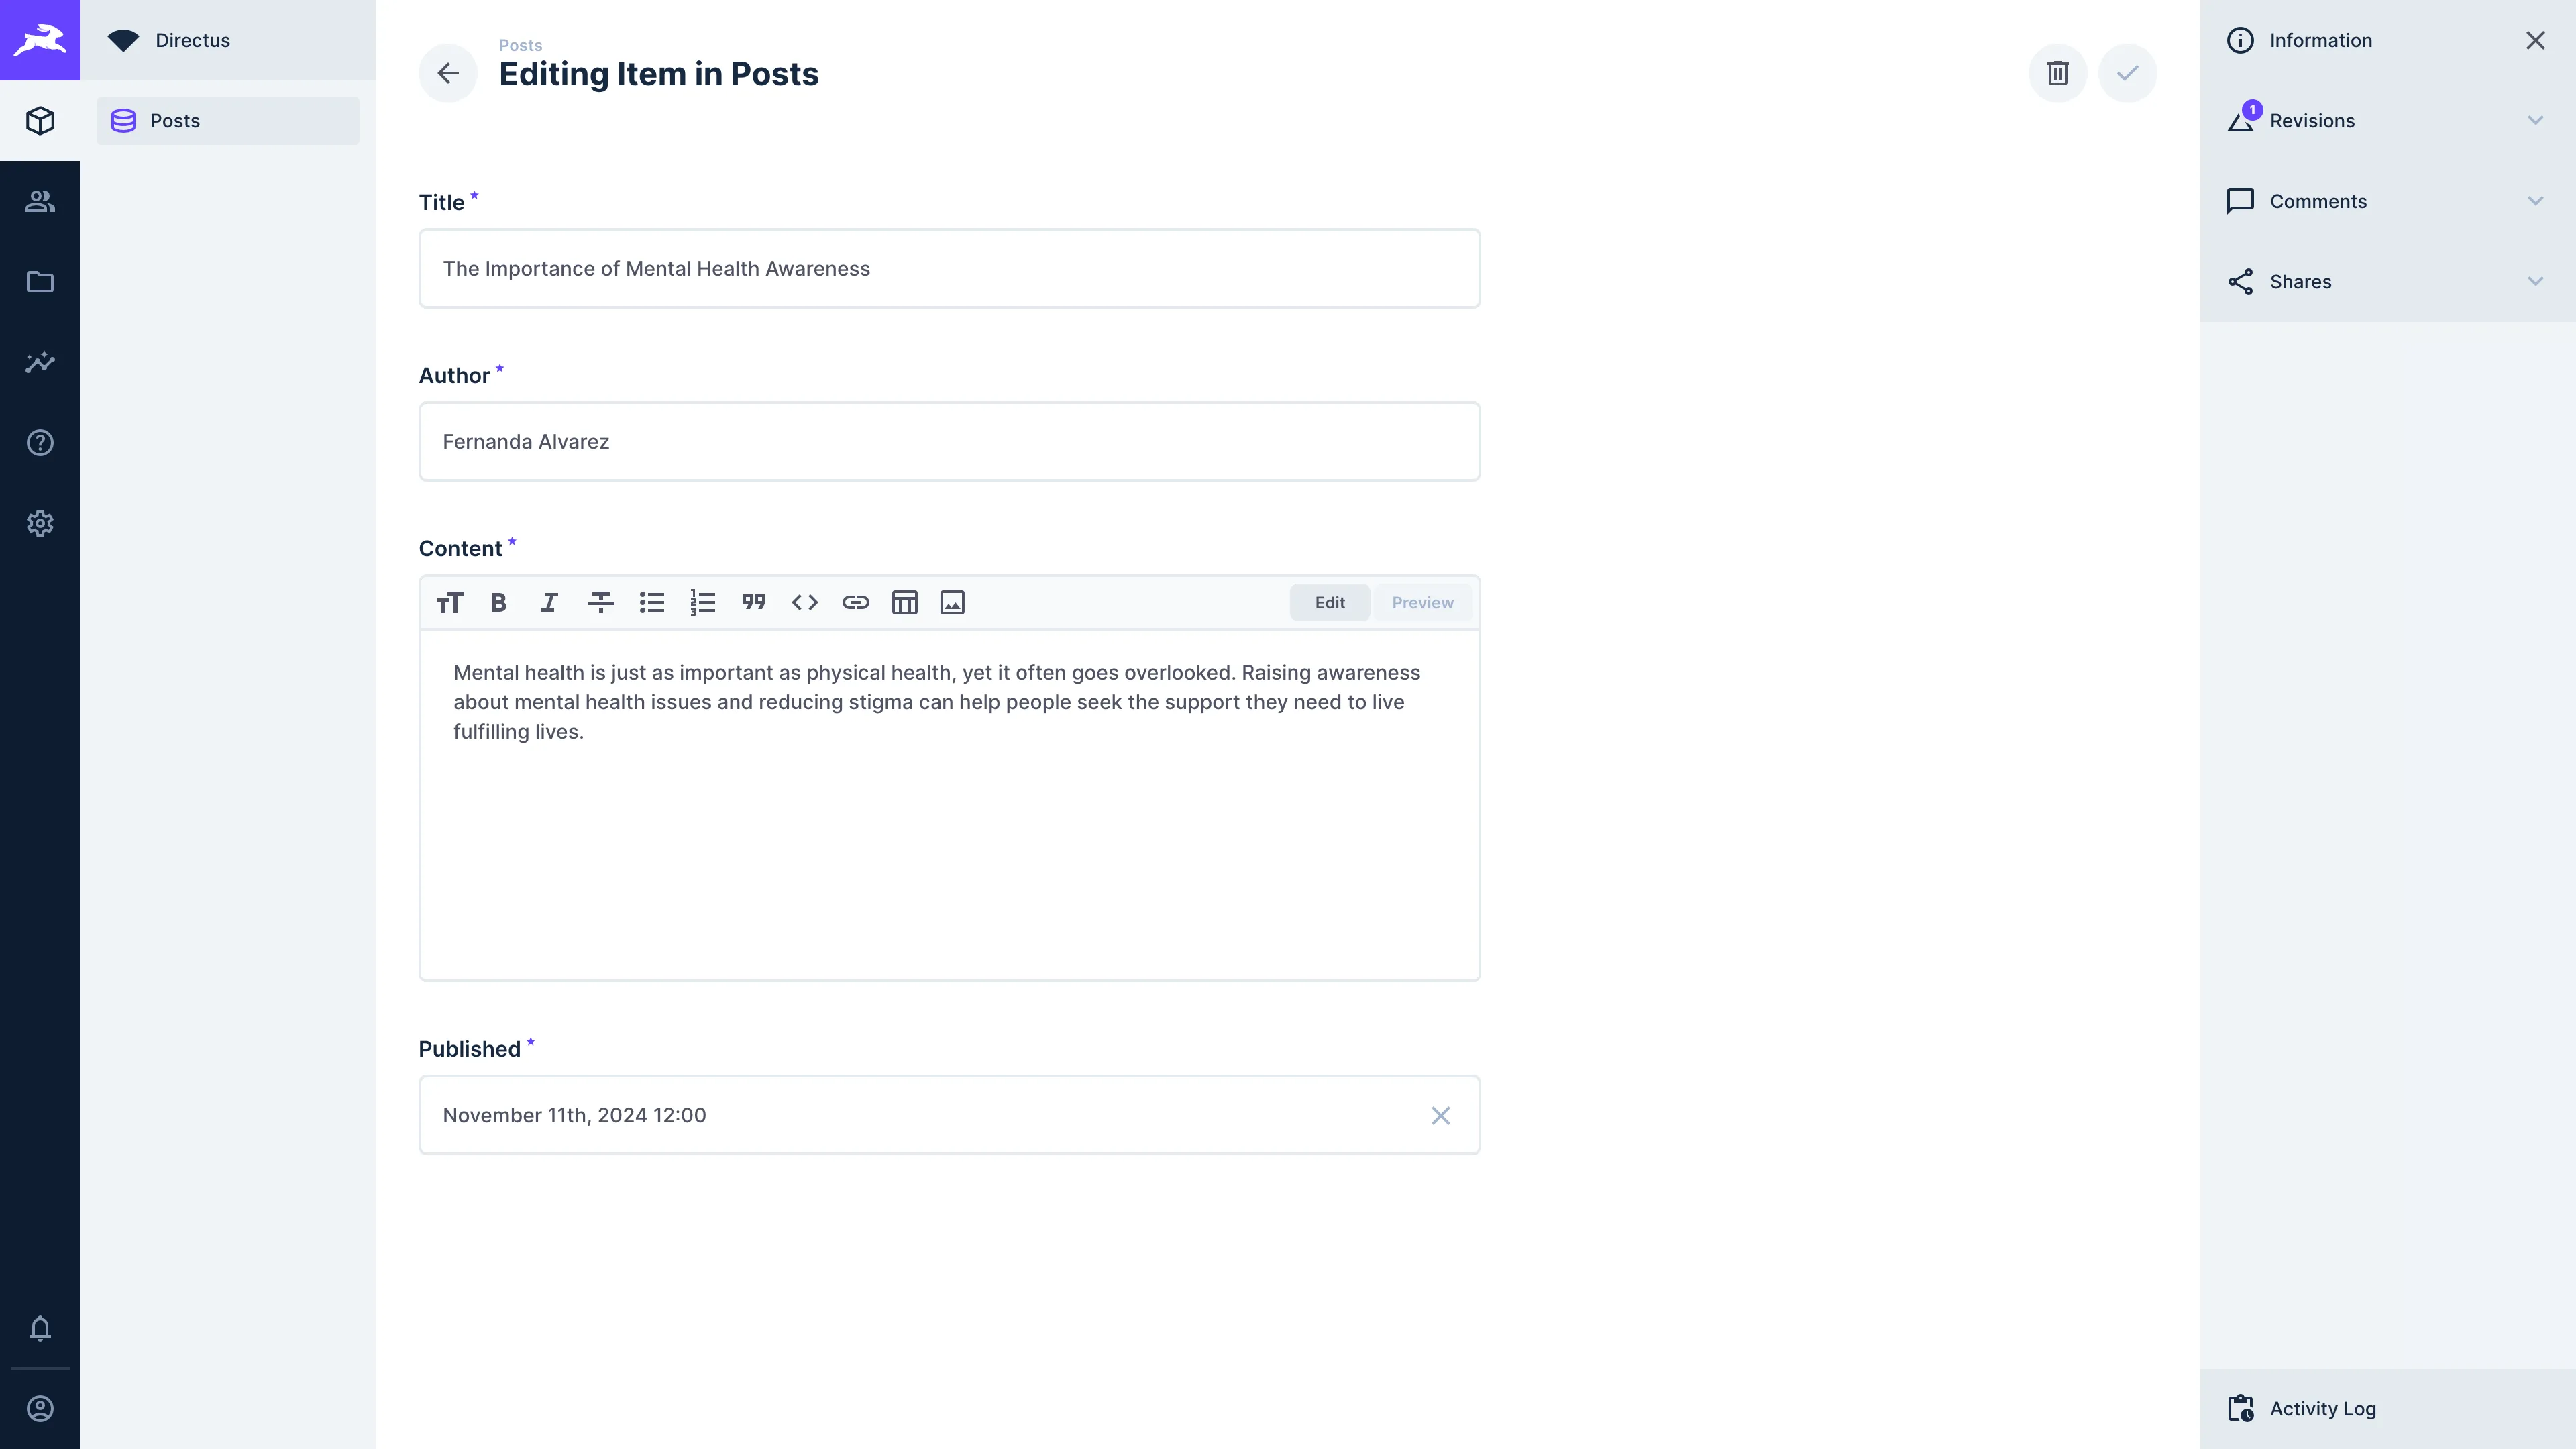 Directus
Posts
Posts
Editing Item in Posts
Title *
The Importance of Mental Health Awareness
Author *
Fernanda Alvarez
Content *
Edit
Preview
Mental health is just as important as physical health, yet it often goes overlooked. Raising awareness
about mental health issues and reducing stigma can help people seek the support they need to live
fulfilling lives.
Published *
November 11th, 2024 12:00
Information
1
Revisions
Comments
Shares
Activity Log